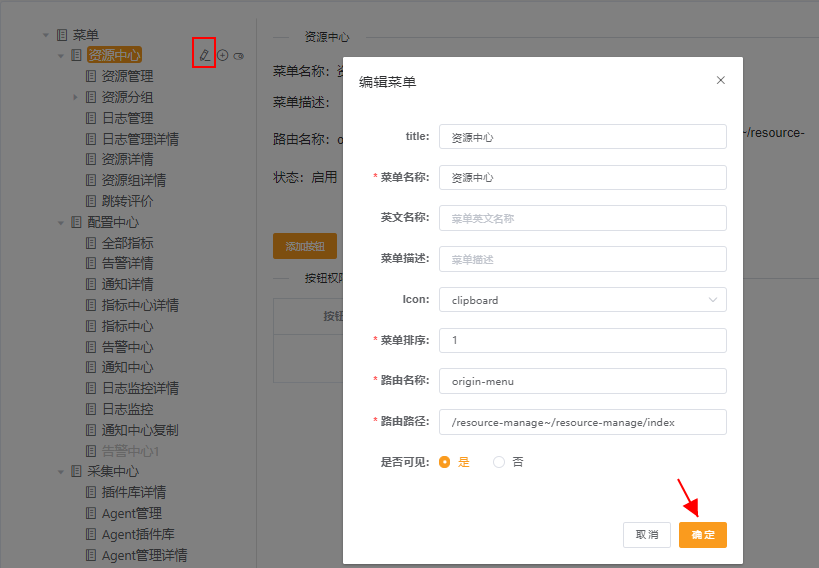 菜单
资源中心
资源管理
资源分组
日志管理
日志管理详情
资源详情
资源组详情
跳转评价
配置中心
全部指标
告警详情
通知详情
指标中心详情
指标中心
告警中心
通知中心
日志监控详情
日志监控
通知中心复制
告警中心1
采集中心
插件库详情
Agent管理
Agent插件库
Agent管理详情
资源中心
菜单名称: 资
菜单描述:
路由名称: o
~/resource-
状态: 启用
添加按钮
按钮权限
按钮
编辑菜单
title: 资源中心
* 菜单名称: 资源中心
英文名称: 菜单英文名称
菜单描述: 菜单描述
Icon: clipboard
* 菜单排序: 1
* 路由名称: origin-menu
* 路由路径: /resource-manage~/resource-manage/index
是否可见: 是 否
取消 确定